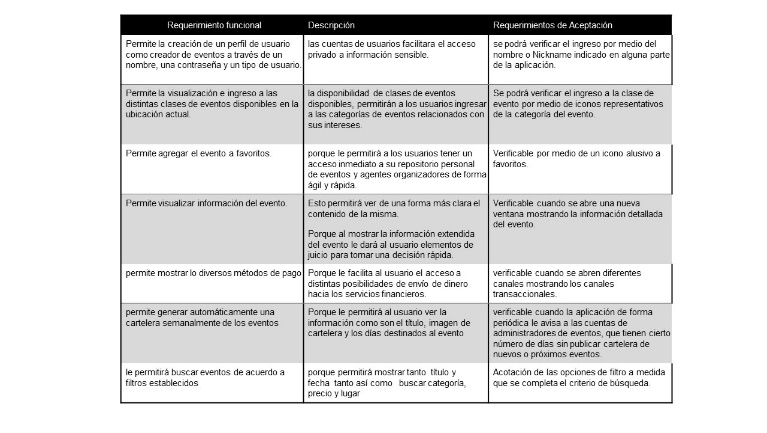 Requerimiento funcional
Descripción
Requerimientos de Aceptación
Permite la creación de un perfil de usuario
como creador de eventos a través de un
nombre, una contraseña y un tipo de usuario.
las cuentas de usuarios facilitara el acceso
privado a información sensible.
se podrá verificar el ingreso por medio del
nombre o Nickname indicado en alguna parte
de la aplicación.
Permite la visualización e ingreso a las
distintas clases de eventos disponibles en la
ubicación actual.
la disponibilidad de clases de eventos
disponibles, permitirán a los usuarios ingresar
a las categorías de eventos relacionados con
sus intereses.
Se podrá verificar el ingreso a la clase de
evento por medio de iconos representativos
de la categoría del evento.
Permite agregar el evento a favoritos.
porque le permitirá a los usuarios tener un
acceso inmediato a su repositorio personal
de eventos y agentes organizadores de forma
ágil y rápida.
Verificable por medio de un icono alusivo a
favoritos.
Permite visualizar información del evento.
Esto permitirá ver de una forma más clara el
contenido de la misma.
Porque al mostrar la información extendida
del evento le dará al usuario elementos de
juicio para tomar una decisión rápida.
Verificable cuando se abre una nueva
ventana mostrando la información detallada
del evento.
permite mostrar lo diversos métodos de pago
Porque le facilita al usuario el acceso a
distintas posibilidades de envío de dinero
hacia los servicios financieros.
verificable cuando se abren diferentes
canales mostrando los canales
transaccionales.
permite generar automáticamente una
cartelera semanalmente de los eventos
Porque le permitirá al usuario ver la
información como son el título, imagen de
cartelera y los días destinados al evento
verificable cuando la aplicación de forma
periódica le avisa a las cuentas de
administradores de eventos, que tienen cierto
número de días sin publicar cartelera de
nuevos o próximos eventos.
le permitirá buscar eventos de acuerdo a
filtros establecidos
porque permitirá mostrar tanto título y
fecha tanto así como buscar categoría,
precio y lugar
Acotación de las opciones de filtro a medida
que se completa el criterio de búsqueda.